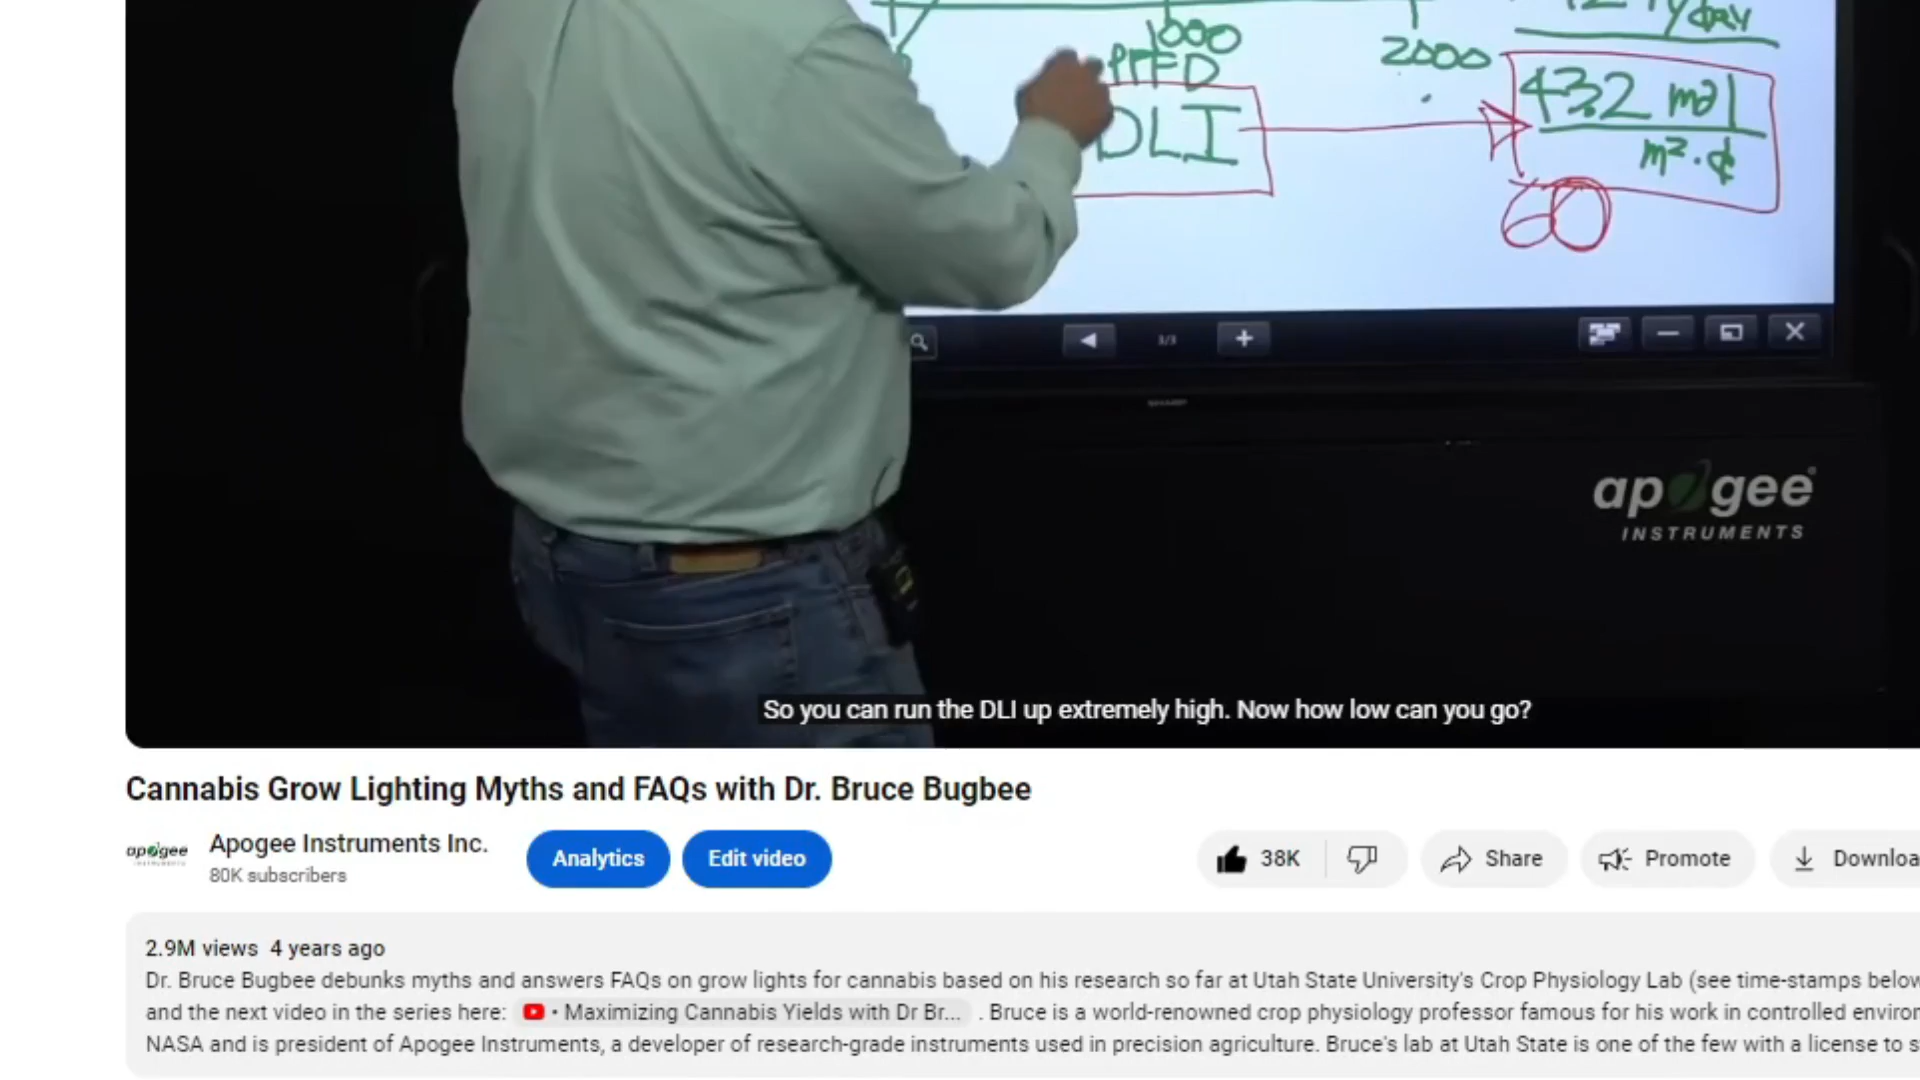 1000
PPFD
2000
43.2 mol
m² · d
DLI
60
3/3
SHARP
apogee
INSTRUMENTS
So you can run the DLI up extremely high. Now how low can you go?
Cannabis Grow Lighting Myths and FAQs with Dr. Bruce Bugbee
apogee
INSTRUMENTS
Apogee Instruments Inc.
80K subscribers
Analytics
Edit video
38K
Share
Promote
Downloa
2.9M views 4 years ago
Dr. Bruce Bugbee debunks myths and answers FAQs on grow lights for cannabis based on his research so far at Utah State University's Crop Physiology Lab (see time-stamps below
and the next video in the series here: • Maximizing Cannabis Yields with Dr Br... . Bruce is a world-renowned crop physiology professor famous for his work in controlled environ
NASA and is president of Apogee Instruments, a developer of research-grade instruments used in precision agriculture. Bruce's lab at Utah State is one of the few with a license to s